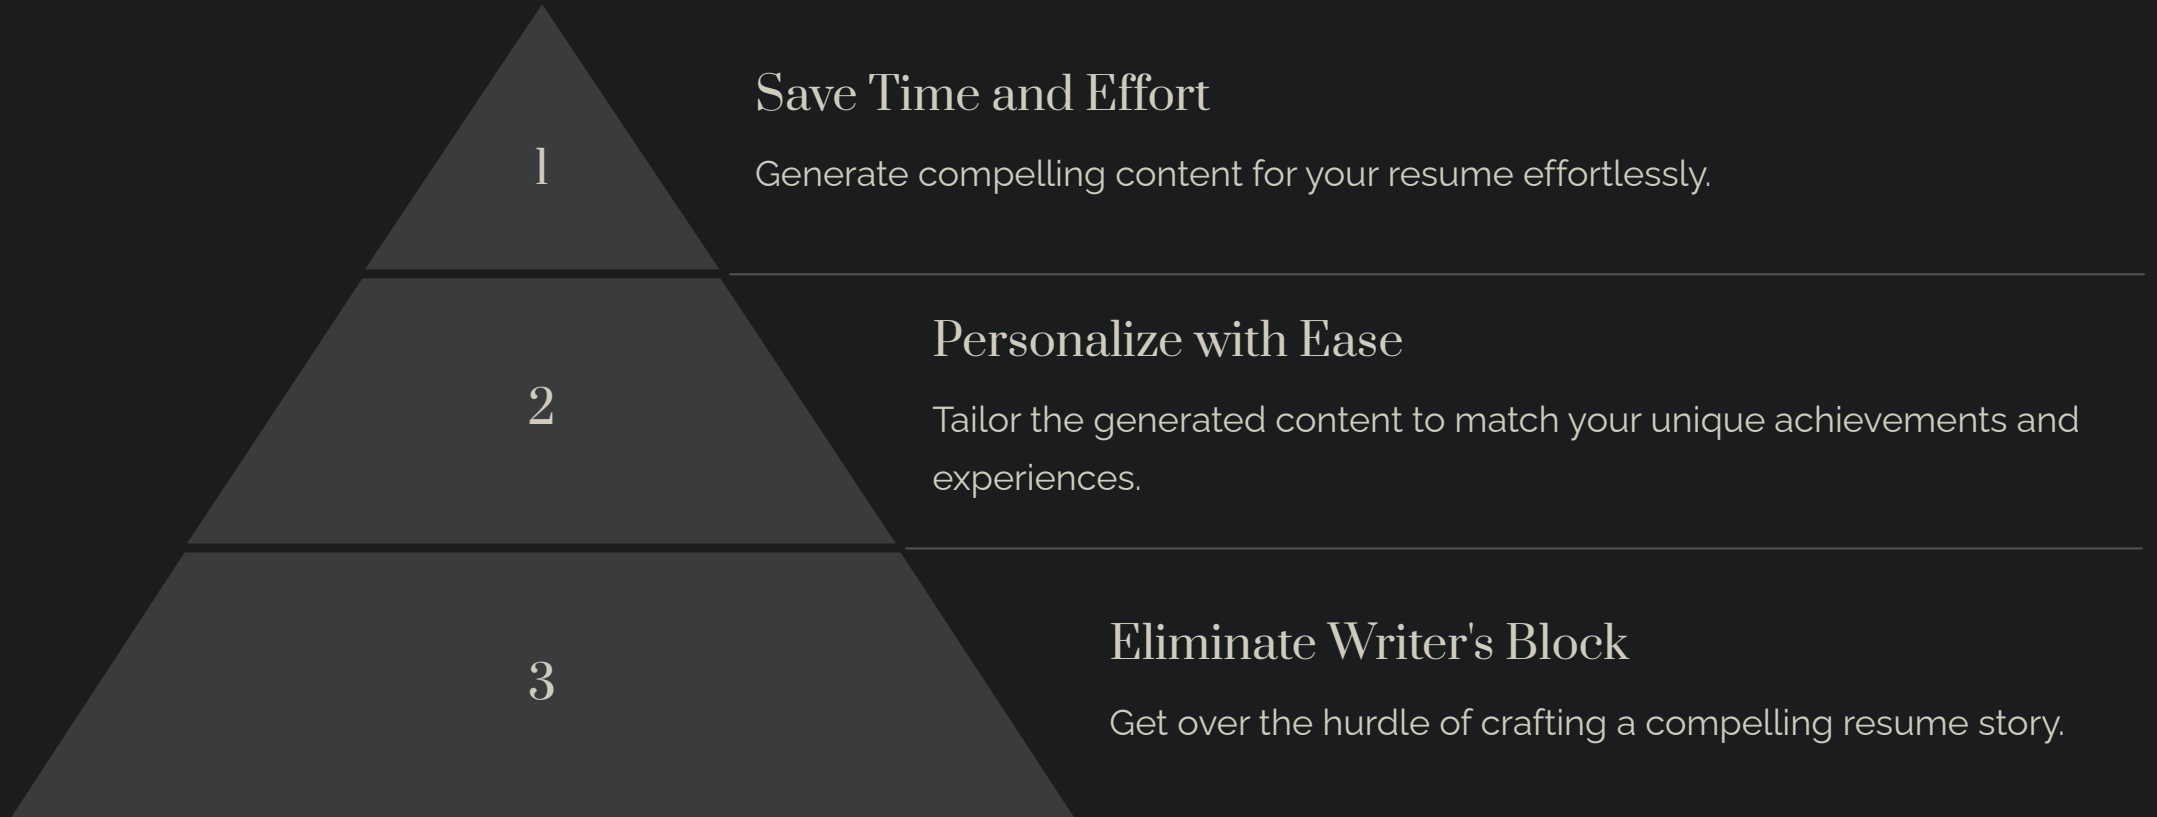 1
Save Time and Effort
Generate compelling content for your resume effortlessly.
2
Personalize with Ease
Tailor the generated content to match your unique achievements and
experiences.
3
Eliminate Writer's Block
Get over the hurdle of crafting a compelling resume story.